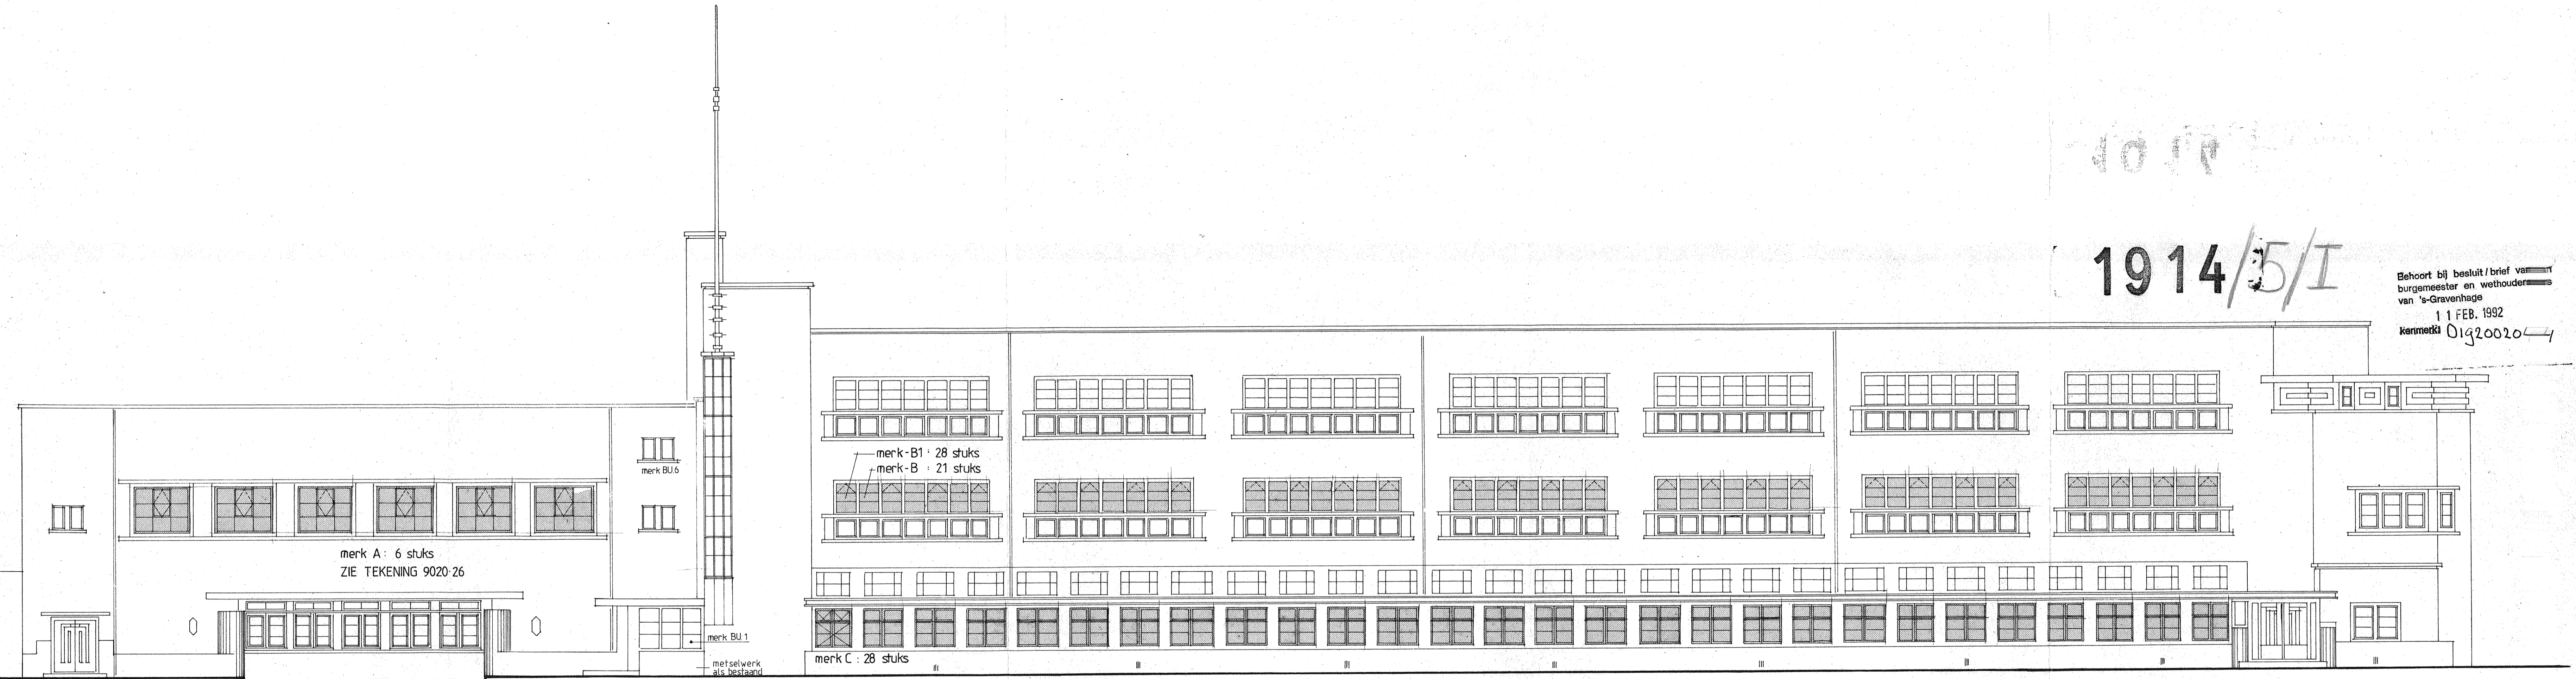 1914/5/I
Behoort bij besluit / brief van
burgemeester en wethouders
van 's-Gravenhage
11 FEB. 1992
kenmerk
merk BU.6
merk-B1 : 28 stuks
merk-B : 21 stuks
merk A : 6 stuks
ZIE TEKENING 9020-26
merk BU 1
merk C : 28 stuks
metselwerk
als bestaand